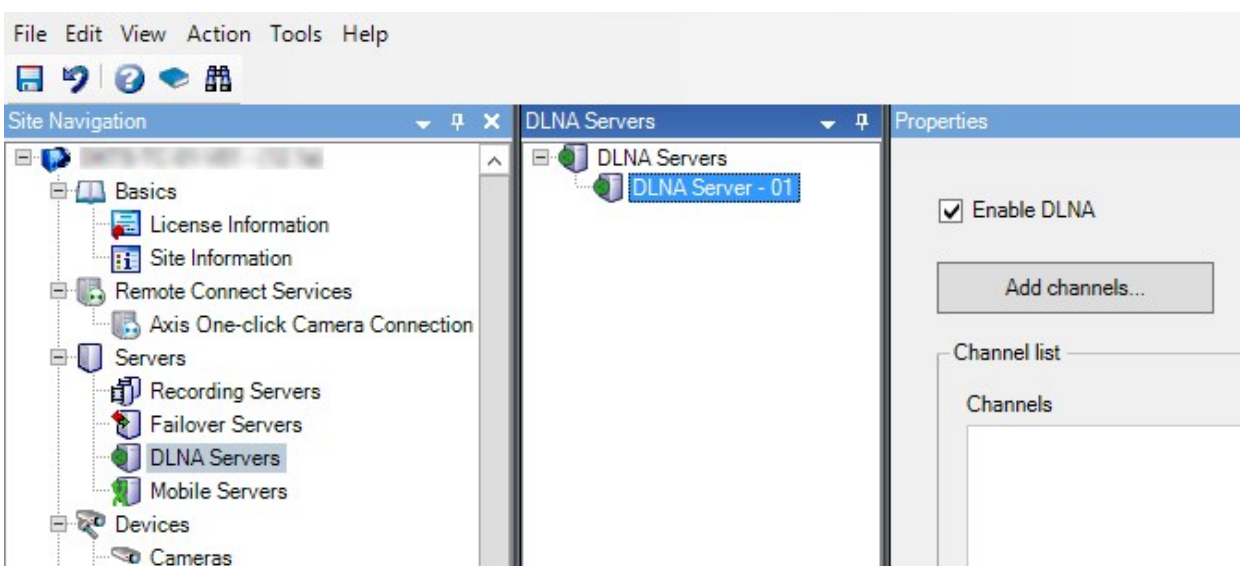 File Edit View Action Tools Help
Site Navigation
Basics
License Information
Site Information
Remote Connect Services
Axis One-click Camera Connection
Servers
Recording Servers
Failover Servers
DLNA Servers
Mobile Servers
Devices
Cameras
DLNA Servers
DLNA Servers
DLNA Server - 01
Properties
Enable DLNA
Add channels...
Channel list
Channels